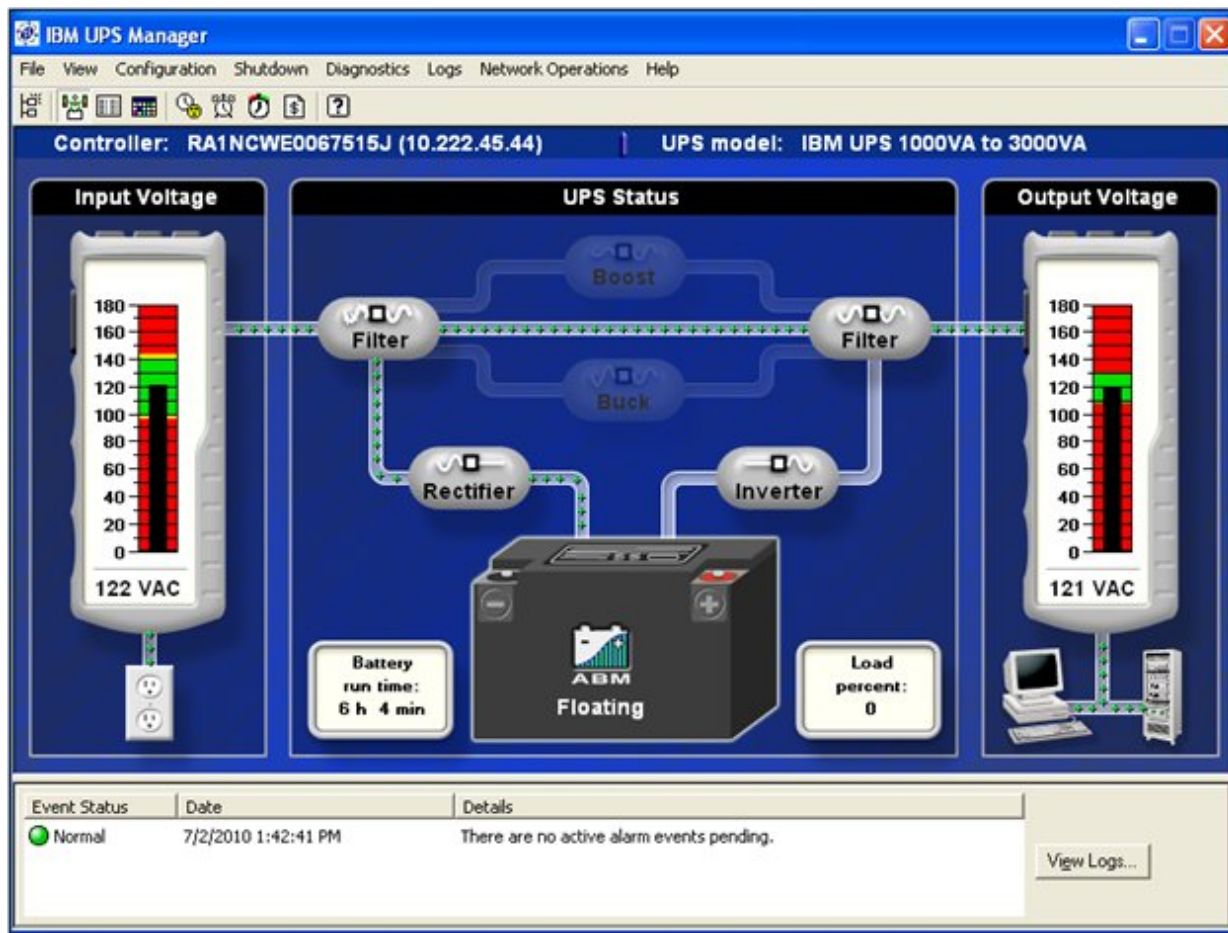 IBM UPS Manager
File View Configuration Shutdown Diagnostics Logs Network Operations Help
Controller: RA1NCWE0067515J (10.222.45.44) UPS model: IBM UPS 1000VA to 3000VA
Input Voltage
180
160
140
120
100
80
60
40
20
0
122 VAC
UPS Status
Boost
Filter
Filter
Buck
Rectifier
Inverter
ABM
Floating
Battery
run time:
6 h 4 min
Load
percent:
0
Output Voltage
180
160
140
120
100
80
60
40
20
0
121 VAC
Event Status Date Details
Normal 7/2/2010 1:42:41 PM There are no active alarm events pending.
View Logs...